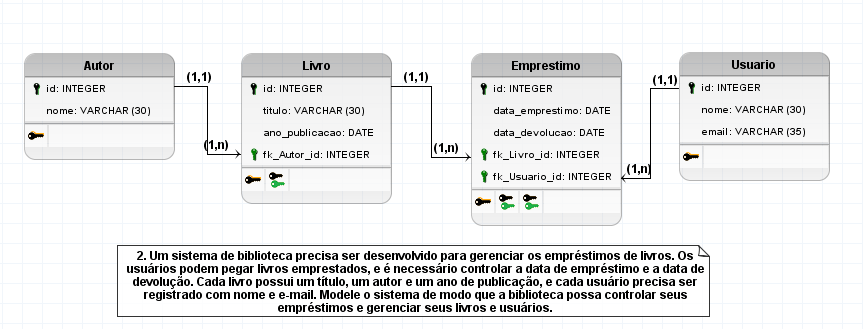 Autor
id: INTEGER
nome: VARCHAR (30)
(1,1)
(1,n)
Livro
id: INTEGER
titulo: VARCHAR (30)
ano_publicacao: DATE
fk_Autor_id: INTEGER
(1,1)
(1,n)
Emprestimo
id: INTEGER
data_emprestimo: DATE
data_devolucao: DATE
fk_Livro_id: INTEGER
fk_Usuario_id: INTEGER
(1,1)
(1,n)
Usuario
id: INTEGER
nome: VARCHAR (30)
email: VARCHAR (35)
2. Um sistema de biblioteca precisa ser desenvolvido para gerenciar os empréstimos de livros. Os
usuários podem pegar livros emprestados, e é necessário controlar a data de empréstimo e a data de
devolução. Cada livro possui um título, um autor e um ano de publicação, e cada usuário precisa ser
registrado com nome e e-mail. Modele o sistema de modo que a biblioteca possa controlar seus
empréstimos e gerenciar seus livros e usuários.